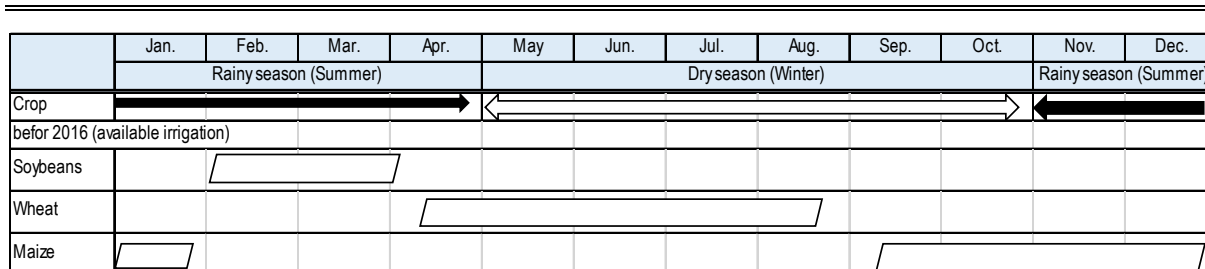 Jan. Feb. Mar. Apr. May Jun. Jul. Aug. Sep. Oct. Nov. Dec.
Rainy season (Summer) Dry season (Winter) Rainy season (Summer
Crop
befor 2016 (available irrigation)
Soybeans
Wheat
Maize